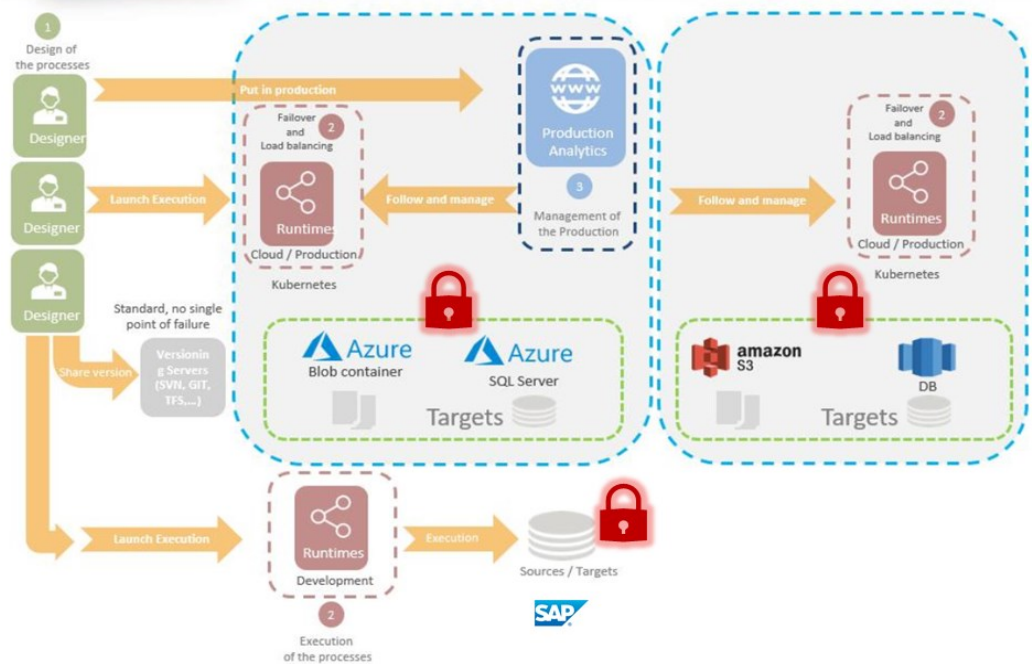 1
Design of
the processes
Designer
Put in production
WWW
Production
Analytics
3
Management of
the Production
Failover
and
Load balancing
2
Runtimes
Cloud / Production
Kubernetes
Designer
Launch Execution
Follow and manage
Follow and manage
Failover
and
Load balancing
2
Runtimes
Cloud / Production
Kubernetes
Designer
Standard, no single
point of failure
Share version
Versionin
g Servers
(SVN, GIT,
TFS,...)
Azure
Blob container
Azure
SQL Server
Targets
amazon
S3
DB
Targets
Launch Execution
Runtimes
Development
2
Execution
of the processes
Execution
Sources / Targets
SAP